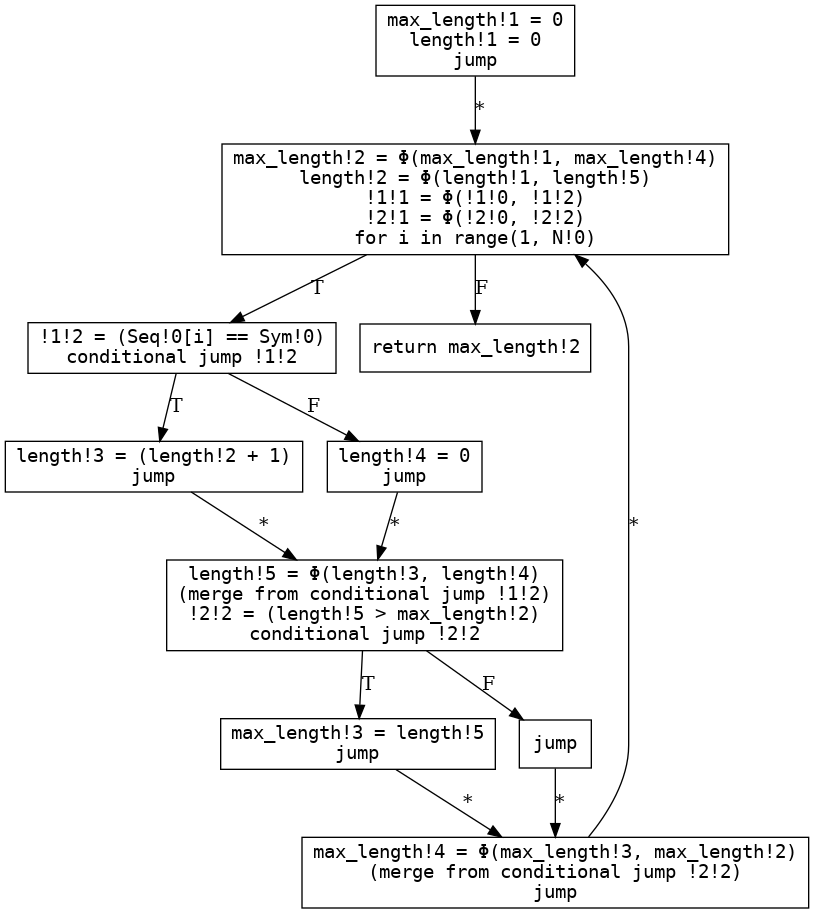 max_length!1 = 0
length!1 = 0
jump
*
max_length!2 = Φ(max_length!1, max_length!4)
length!2 = Φ(length!1, length!5)
!1!1 = Φ(!1!0, !1!2)
!2!1 = Φ(!2!0, !2!2)
for i in range(1, N!0)
T
F
!1!2 = (Seq!0[i] == Sym!0)
conditional jump !1!2
return max_length!2
T
F
length!3 = (length!2 + 1)
jump
length!4 = 0
jump
*
*
*
length!5 = Φ(length!3, length!4)
(merge from conditional jump !1!2)
!2!2 = (length!5 > max_length!2)
conditional jump !2!2
T
F
max_length!3 = length!5
jump
jump
*
*
max_length!4 = Φ(max_length!3, max_length!2)
(merge from conditional jump !2!2)
jump